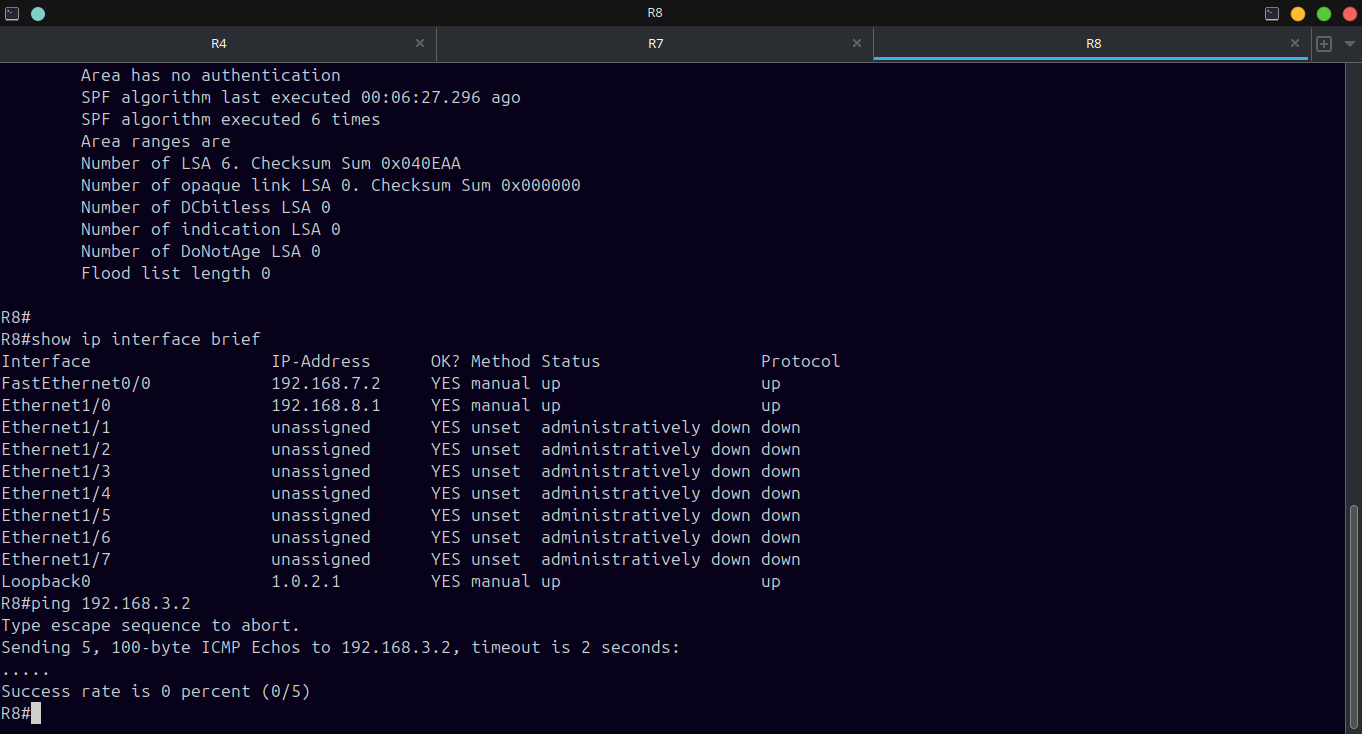 R8
R4 R7 R8
Area has no authentication
SPF algorithm last executed 00:06:27.296 ago
SPF algorithm executed 6 times
Area ranges are
Number of LSA 6. Checksum Sum 0x040EAA
Number of opaque link LSA 0. Checksum Sum 0x000000
Number of DCbitless LSA 0
Number of indication LSA 0
Number of DoNotAge LSA 0
Flood list length 0
R8#
R8#show ip interface brief
Interface                  IP-Address      OK? Method Status                Protocol
FastEthernet0/0            192.168.7.2     YES manual up                    up
Ethernet1/0                192.168.8.1     YES manual up                    up
Ethernet1/1                unassigned      YES unset  administratively down down
Ethernet1/2                unassigned      YES unset  administratively down down
Ethernet1/3                unassigned      YES unset  administratively down down
Ethernet1/4                unassigned      YES unset  administratively down down
Ethernet1/5                unassigned      YES unset  administratively down down
Ethernet1/6                unassigned      YES unset  administratively down down
Ethernet1/7                unassigned      YES unset  administratively down down
Loopback0                  1.0.2.1         YES manual up                    up
R8#ping 192.168.3.2
Type escape sequence to abort.
Sending 5, 100-byte ICMP Echos to 192.168.3.2, timeout is 2 seconds:
.....
Success rate is 0 percent (0/5)
R8#